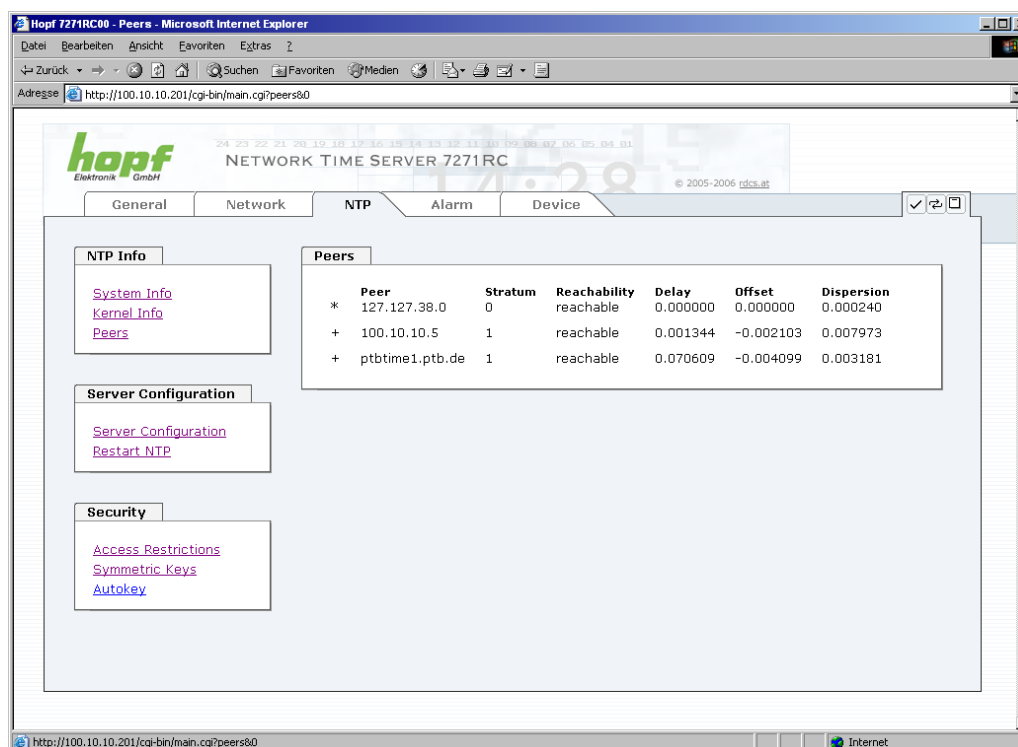 Hopf 7271RC00 - Peers - Microsoft Internet Explorer
Datei Bearbeiten Ansicht Favoriten Extras ?
Zurück Suchen Favoriten Medien
Adresse http://100.10.10.201/cgi-bin/main.cgi?peers&0
24 23 22 21 20 19 18 17 16 15 14 13 12 11 10 09 08 07 06 05 04 01
hopf
Elektronik GmbH
NETWORK TIME SERVER 7271RC
14:28
© 2005-2006 rdcs.at
General Network NTP Alarm Device
NTP Info
System Info
Kernel Info
Peers
Server Configuration
Server Configuration
Restart NTP
Security
Access Restrictions
Symmetric Keys
Autokey
Peers
Peer Stratum Reachability Delay Offset Dispersion
* 127.127.38.0 0 reachable 0.000000 0.000000 0.000240
+ 100.10.10.5 1 reachable 0.001344 -0.002103 0.007973
+ ptbtime1.ptb.de 1 reachable 0.070609 -0.004099 0.003181
http://100.10.10.201/cgi-bin/main.cgi?peers&0 Internet